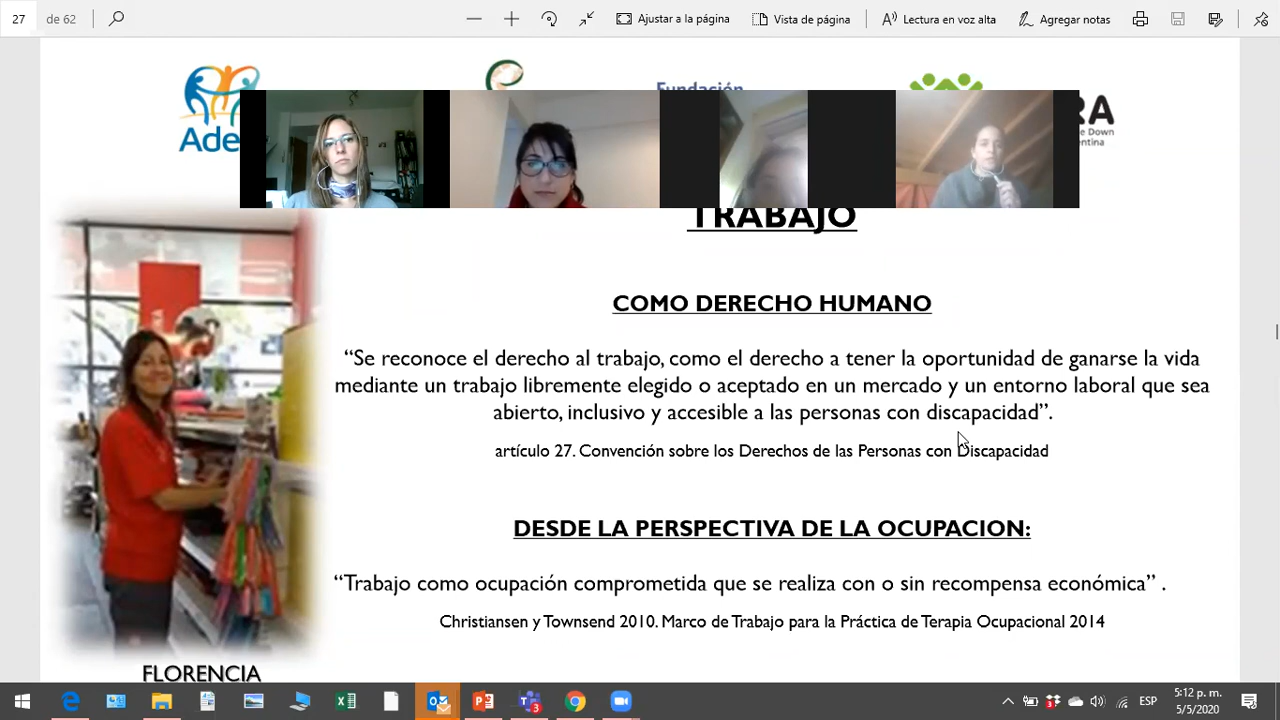 27 de 62
Ajustar a la página
Vista de página
Lectura en voz alta
Agregar notas
Fundación
Ade
RA
e Down
entina
TRABAJO
COMO DERECHO HUMANO
“Se reconoce el derecho al trabajo, como el derecho a tener la oportunidad de ganarse la vida
mediante un trabajo libremente elegido o aceptado en un mercado y un entorno laboral que sea
abierto, inclusivo y accesible a las personas con discapacidad”.
artículo 27. Convención sobre los Derechos de las Personas con Discapacidad
DESDE LA PERSPECTIVA DE LA OCUPACION:
“Trabajo como ocupación comprometida que se realiza con o sin recompensa económica” .
Christiansen y Townsend 2010. Marco de Trabajo para la Práctica de Terapia Ocupacional 2014
FLORENCIA
ESP
5:12 p. m.
5/5/2020